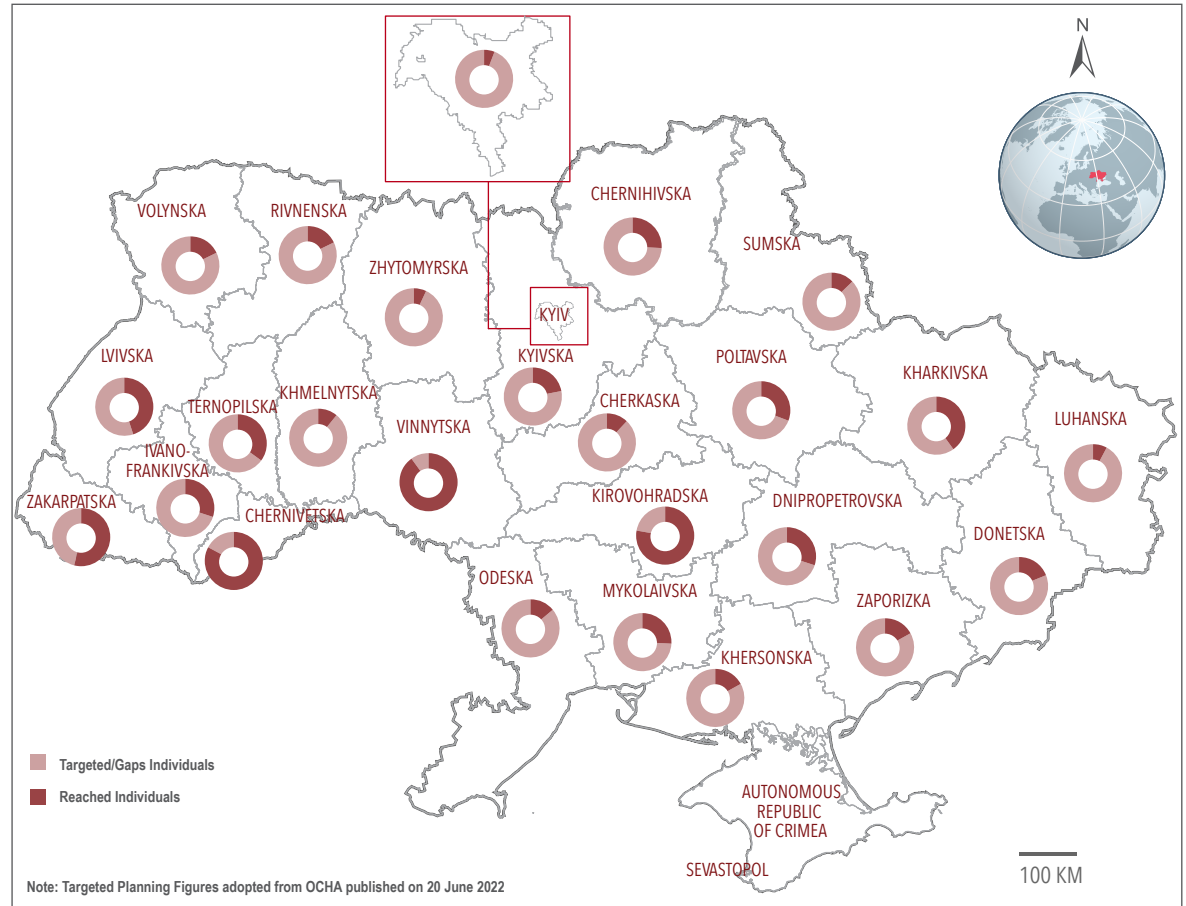 N
CHERNIHIVSKA
VOLYNSKA
RIVNENSKA
SUMSKA
ZHYTOMYRSKA
KYIV
LVIVSKA
KYIVSKA
POLTAVSKA
KHARKIVSKA
KHMELNYTSKA
TERNOPILSKA
CHERKASKA
VINNYTSKA
LUHANSKA
IVANO-
FRANKIVSKA
ZAKARPATSKA
KIROVOHRADSKA
DNIPROPETROVSKA
CHERNIVETSKA
DONETSKA
ODESKA
MYKOLAIVSKA
ZAPORIZKA
KHERSONSKA
Targeted/Gaps Individuals
Reached Individuals
AUTONOMOUS
REPUBLIC
OF CRIMEA
SEVASTOPOL
100 KM
Note: Targeted Planning Figures adopted from OCHA published on 20 June 2022